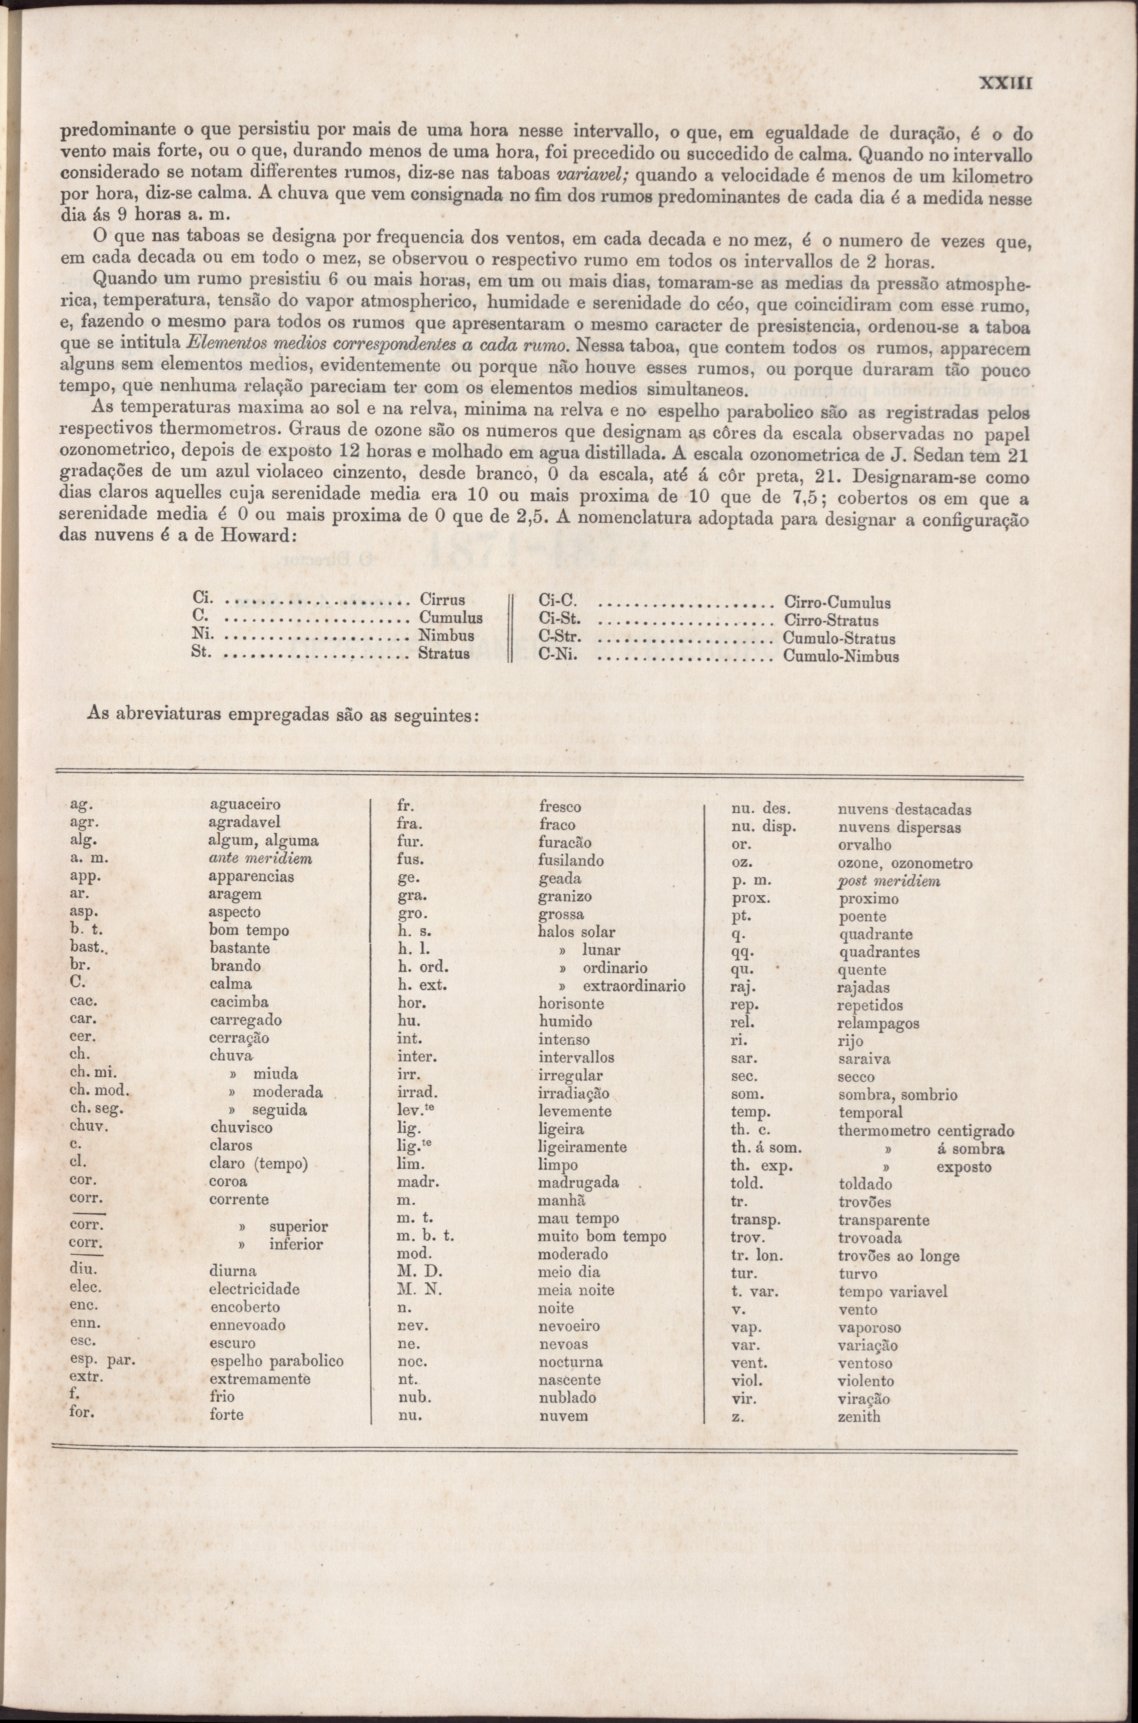 XXIII
predominante o que persistiu por mais de uma hora nesse intervallo, o que, em egualdade de duração, é o do
vento mais forte, ou o que, durando menos de uma hora, foi precedido ou succedido de calma. Quando no intervallo
considerado se notam differentes rumos, diz-se nas taboas variavel; quando a velocidade é menos de um kilometro
por hora, diz-se calma. A chuva que vem consignada no fim dos rumos predominantes de cada dia é a medida nesse
dia ás 9 horas a. m.
O que nas taboas se designa por frequencia dos ventos, em cada decada e no mez, é o numero de vezes que,
em cada decada ou em todo o mez, se observou o respectivo rumo em todos os intervallos de 2 horas.
Quando um rumo presistiu 6 ou mais horas, em um ou mais dias, tomaram-se as medias da pressão atmosphe-
rica, temperatura, tensão do vapor atmospherico, humidade e serenidade do céo, que coincidiram com esse rumo,
e, fazendo o mesmo para todos os rumos que apresentaram o mesmo caracter de presistencia, ordenou-se a taboa
que se intitula Elementos medios correspondentes a cada rumo. Nessa taboa, que contem todos os rumos, apparecem
alguns sem elementos medios, evidentemente ou porque não houve esses rumos, ou porque duraram tão pouco
tempo, que nenhuma relação pareciam ter com os elementos medios simultaneos.
As temperaturas maxima ao sol e na relva, minima na relva e no espelho parabolico são as registradas pelos
respectivos thermometros. Graus de ozone são os numeros que designam as côres da escala observadas no papel
ozonometrico, depois de exposto 12 horas e molhado em agua distillada. A escala ozonometrica de J. Sedan tem 21
gradações de um azul violaceo cinzento, desde branco, 0 da escala, até á côr preta, 21. Designaram-se como
dias claros aquelles cuja serenidade media era 10 ou mais proxima de 10 que de 7,5; cobertos os em que a
serenidade media é 0 ou mais proxima de 0 que de 2,5. A nomenclatura adoptada para designar a configuração
das nuvens é a de Howard:
Ci. ..................... Cirrus
C. ..................... Cumulus
Ni. ..................... Nimbus
St. ..................... Stratus
Ci-C. .................... Cirro-Cumulus
Ci-St. .................... Cirro-Stratus
C-Str. .................... Cumulo-Stratus
C-Ni. .................... Cumulo-Nimbus
As abreviaturas empregadas são as seguintes:
ag. aguaceiro
agr. agradavel
alg. algum, alguma
a. m. ante meridiem
app. apparencias
ar. aragem
asp. aspecto
b. t. bom tempo
bast.. bastante
br. brando
C. calma
cac. cacimba
car. carregado
cer. cerração
ch. chuva
ch. mi. » miuda
ch. mod. » moderada
ch. seg. » seguida
chuv. chuvisco
c. claros
cl. claro (tempo)
cor. coroa
corr. corrente
corr. » superior
corr. » inferior
diu. diurna
elec. electricidade
enc. encoberto
enn. ennevoado
esc. escuro
esp. par. espelho parabolico
extr. extremamente
f. frio
for. forte
fr. fresco
fra. fraco
fur. furacão
fus. fusilando
ge. geada
gra. granizo
gro. grossa
h. s. halos solar
h. l. » lunar
h. ord. » ordinario
h. ext. » extraordinario
hor. horisonte
hu. humido
int. intenso
inter. intervallos
irr. irregular
irrad. irradiação
lev.te levemente
lig. ligeira
lig.te ligeiramente
lim. limpo
madr. madrugada
m. manhã
m. t. mau tempo
m. b. t. muito bom tempo
mod. moderado
M. D. meio dia
M. N. meia noite
n. noite
nev. nevoeiro
ne. nevoas
noc. nocturna
nt. nascente
nub. nublado
nu. nuvem
nu. des. nuvens destacadas
nu. disp. nuvens dispersas
or. orvalho
oz. ozone, ozonometro
p. m. post meridiem
prox. proximo
pt. poente
q. quadrante
qq. quadrantes
qu. quente
raj. rajadas
rep. repetidos
rel. relampagos
ri. rijo
sar. saraiva
sec. secco
som. sombra, sombrio
temp. temporal
th. c. thermometro centigrado
th. á som. » á sombra
th. exp. » exposto
told. toldado
tr. trovões
transp. transparente
trov. trovoada
tr. lon. trovões ao longe
tur. turvo
t. var. tempo variavel
v. vento
vap. vaporoso
var. variação
vent. ventoso
viol. violento
vir. viração
z. zenith